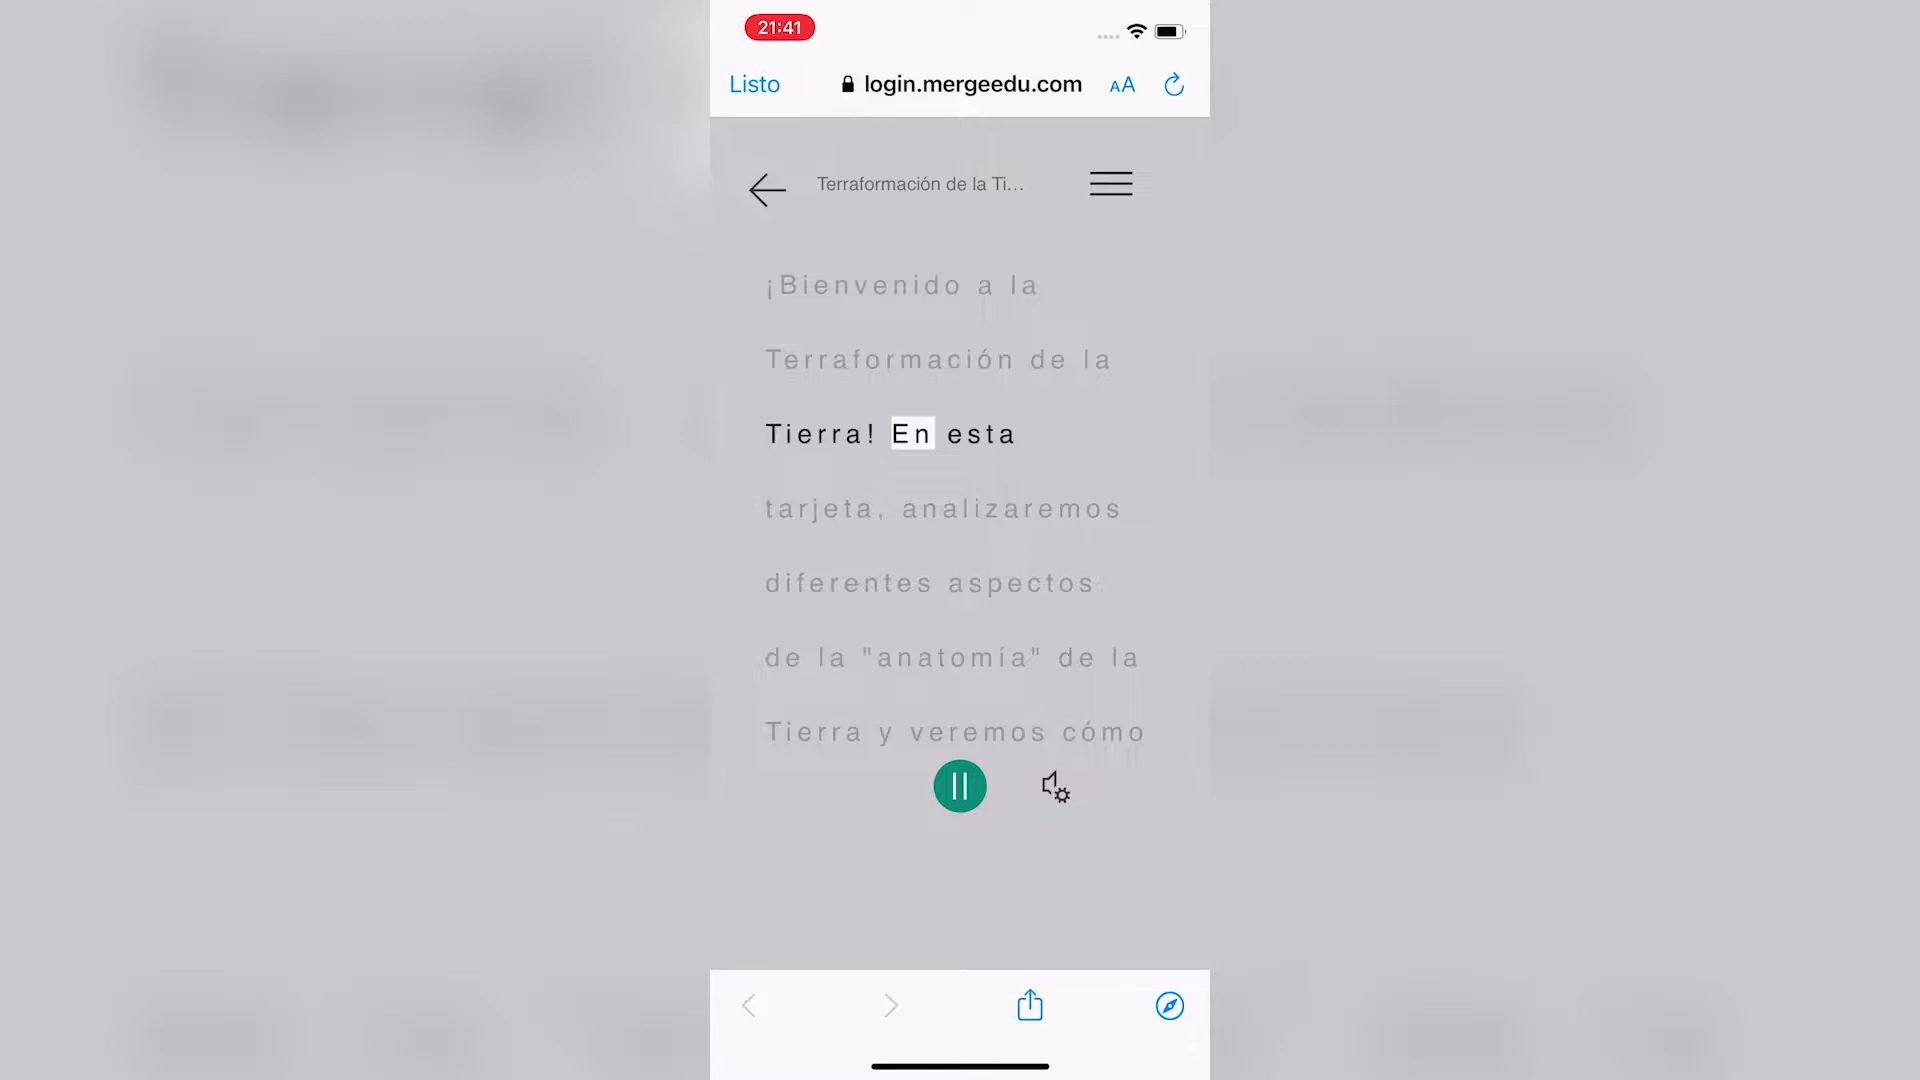 21:41
Listo login.mergeedu.com AA
Terraformación de la Ti...
¡Bienvenido a la
Terraformación de la
Tierra! En esta
tarjeta, analizaremos
diferentes aspectos
de la "anatomía" de la
Tierra y veremos cómo